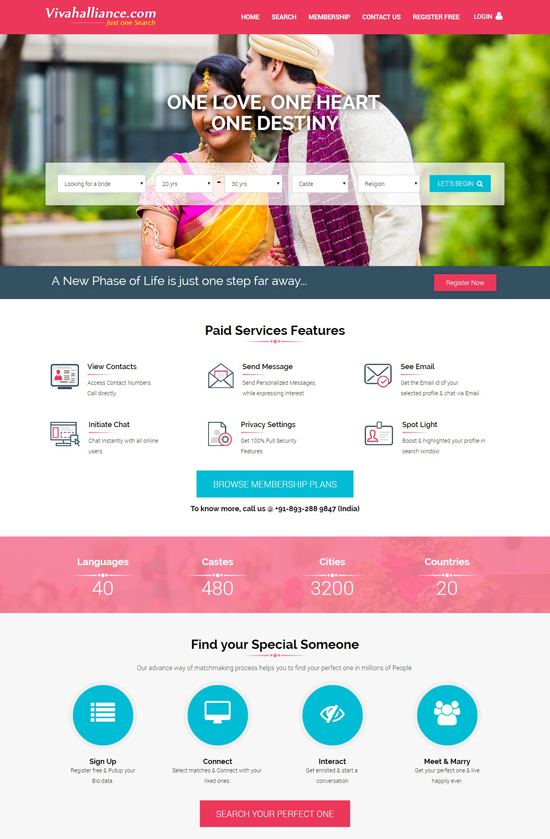 Vivahalliance.com
Just one Search
HOME SEARCH MEMBERSHIP CONTACT US REGISTER FREE LOGIN
ONE LOVE, ONE HEART.
ONE DESTINY
Looking for a bride 20 yrs - 30 yrs Caste Religion LET'S BEGIN
A New Phase of Life is just one step far away...
Register Now
Paid Services Features
View Contacts
Access Contact Numbers
Call directly
Send Message
Send Personalized Messages,
while expressing Interest.
See Email
Get the Email id of your
selected profile & chat via Email.
Initiate Chat
Chat instantly with all online
users
Privacy Settings
Get 100% Full Security
Features
Spot Light
Boost & highlighted your profile in
search window
BROWSE MEMBERSHIP PLANS
To know more, call us @ +91-893-288 9847 (India)
Languages Castes Cities Countries
40 480 3200 20
Find your Special Someone
Our advance way of matchmaking process helps you to find your perfect one in millions of People.
Sign Up
Register free & Putup your
Bio data.
Connect
Select matches & Connect with your
liked ones.
Interact
Get enrolled & start a
conversation
Meet & Marry
Get your perfect one & live
happily ever.
SEARCH YOUR PERFECT ONE